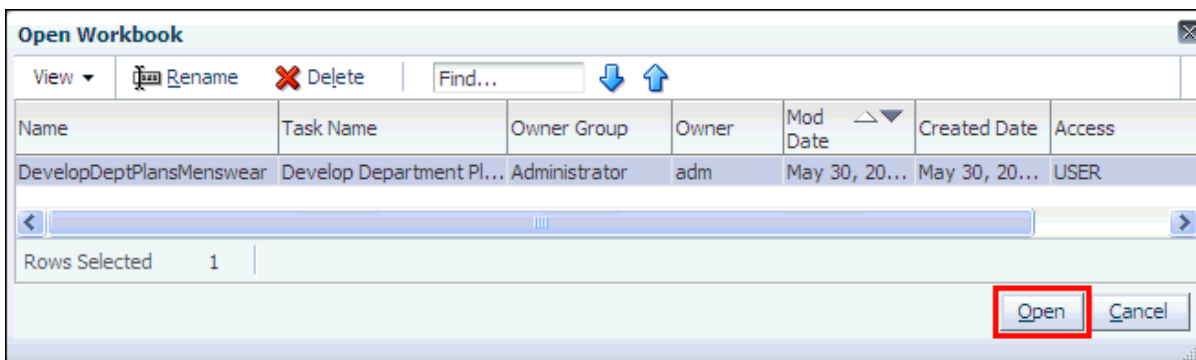 Open Workbook
View Rename Delete Find...
Name Task Name Owner Group Owner Mod Date Created Date Access
DevelopDeptPlansMenswear Develop Department Pl... Administrator adm May 30, 20... May 30, 20... USER
Rows Selected 1
Open Cancel